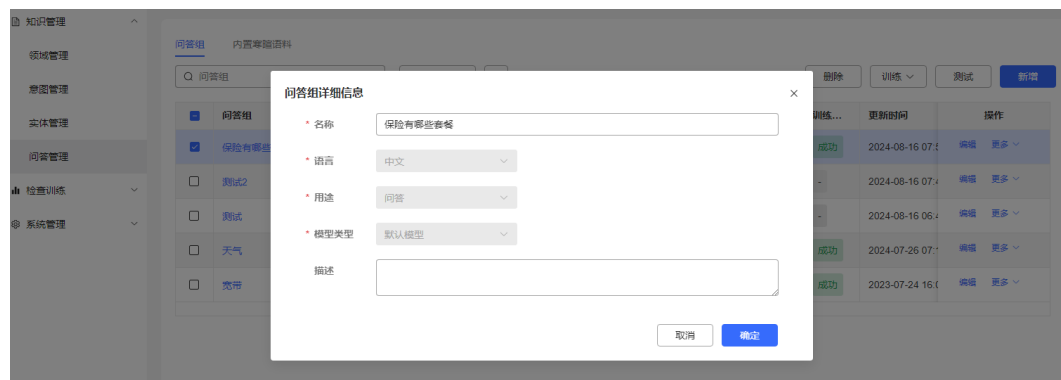 知识管理
领域管理
意图管理
实体管理
问答管理
检查训练
系统管理
问答组 内置寒暄语料
问答组
删除 训练 测试 新增
问答组 训练... 更新时间 操作
保险有哪些 成功 2024-08-16 07: 编辑 更多
测试2 - 2024-08-16 07: 编辑 更多
测试 - 2024-08-16 06: 编辑 更多
天气 成功 2024-07-26 07: 编辑 更多
宽带 成功 2023-07-24 16: 编辑 更多
问答组详细信息
* 名称 保险有哪些套餐
* 语言 中文
* 用途 问答
* 模型类型 默认模型
描述
取消 确定